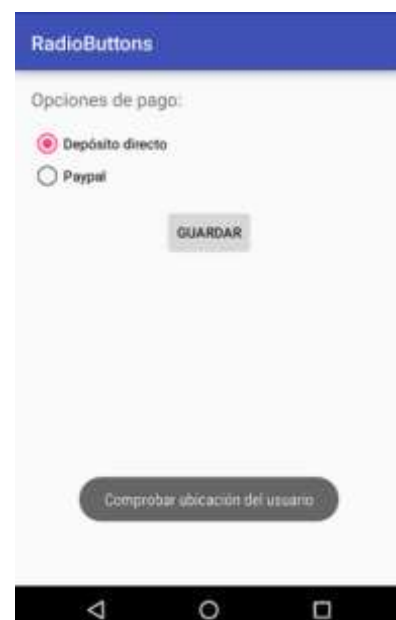 RadioButtons
Opciones de pago:
Depósito directo
Paypal
GUARDAR
Comprobar ubicación del usuario